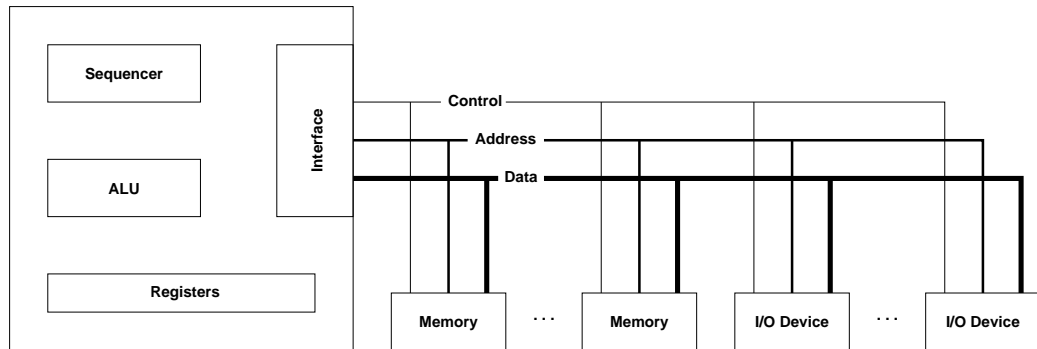 Sequencer
Interface
Control
Address
ALU
Data
Registers
Memory
. . .
Memory
I/O Device
. . .
I/O Device